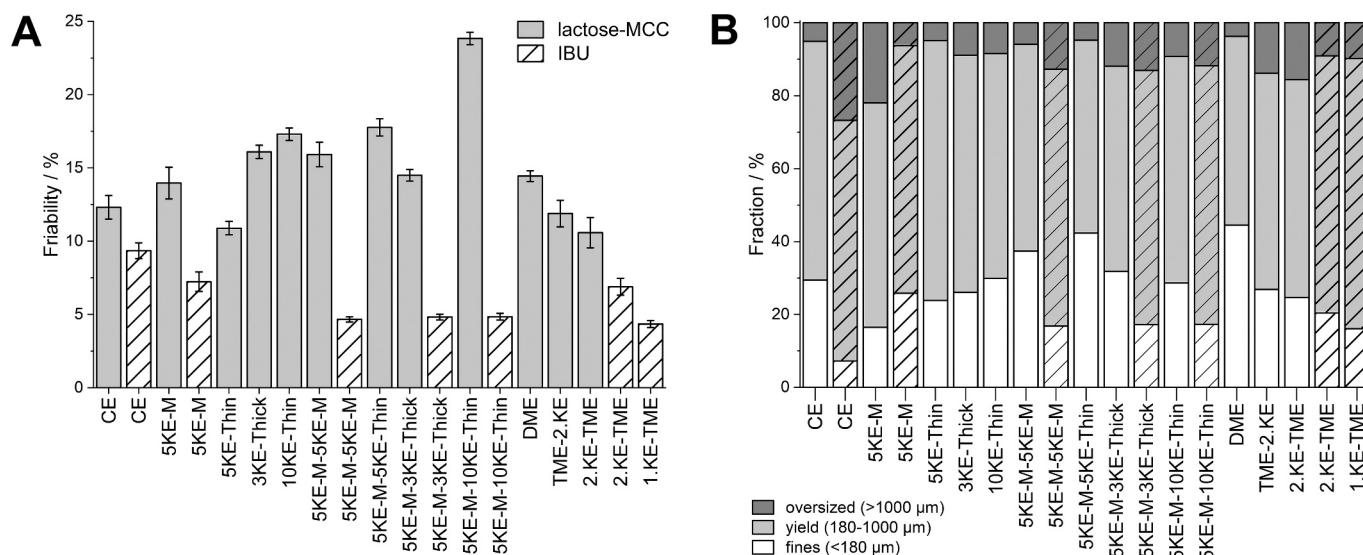 A
25
20
15
10
5
0
Friability / %
lactose-MCC
IBU
CE
CE
5KE-M
5KE-M
5KE-Thin
3KE-Thick
10KE-Thin
5KE-M-5KE-M
5KE-M-5KE-M
5KE-M-5KE-Thin
5KE-M-3KE-Thick
5KE-M-3KE-Thick
5KE-M-10KE-Thin
5KE-M-10KE-Thin
DME
TME-2.KE
2.KE-TME
2.KE-TME
1.KE-TME
B
100
80
60
40
20
0
Fraction / %
CE
CE
5KE-M
5KE-M
5KE-Thin
3KE-Thick
10KE-Thin
5KE-M-5KE-M
5KE-M-5KE-M
5KE-M-5KE-Thin
5KE-M-3KE-Thick
5KE-M-3KE-Thick
5KE-M-10KE-Thin
5KE-M-10KE-Thin
DME
TME-2.KE
2.KE-TME
2.KE-TME
1.KE-TME
oversized (>1000 µm)
yield (180-1000 µm)
fines (<180 µm)